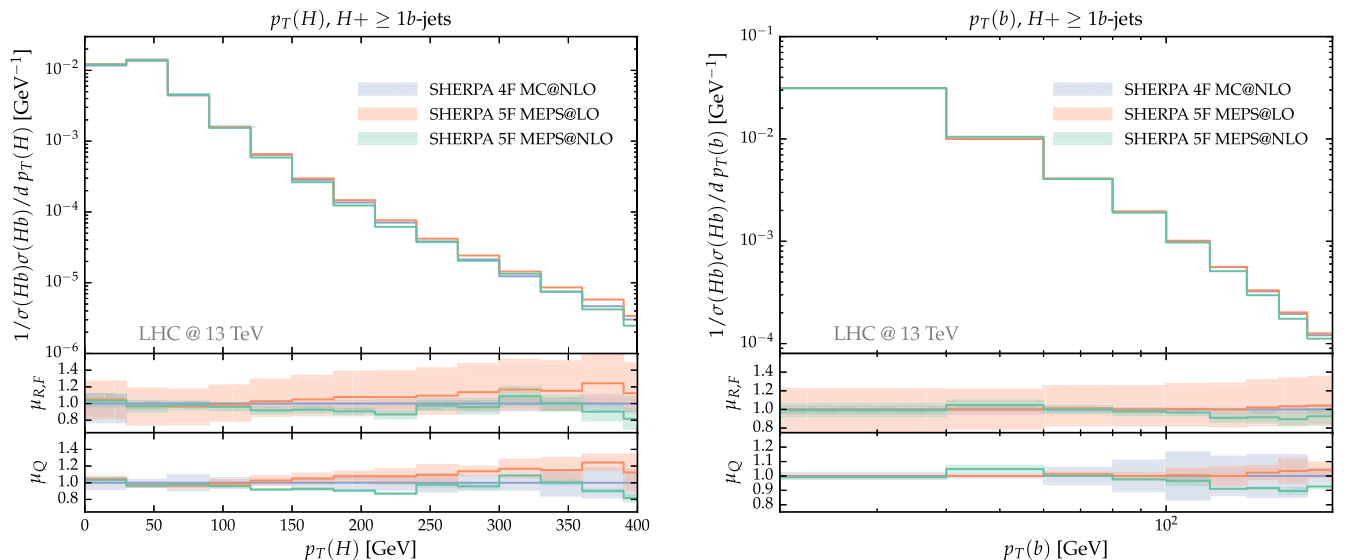 p_T(H), H+ ≥ 1b-jets
1/σ(Hb)σ(Hb)/d p_T(H) [GeV⁻¹]
10⁻²
10⁻³
10⁻⁴
10⁻⁵
10⁻⁶
SHERPA 4F MC@NLO
SHERPA 5F MEPS@LO
SHERPA 5F MEPS@NLO
LHC @ 13 TeV
μ_{R,F}
1.4
1.2
1.0
0.8
μ_Q
1.4
1.2
1.0
0.8
0 50 100 150 200 250 300 350 400
p_T(H) [GeV]
p_T(b), H+ ≥ 1b-jets
1/σ(Hb)σ(Hb)/d p_T(b) [GeV⁻¹]
10⁻¹
10⁻²
10⁻³
10⁻⁴
SHERPA 4F MC@NLO
SHERPA 5F MEPS@LO
SHERPA 5F MEPS@NLO
LHC @ 13 TeV
μ_{R,F}
1.4
1.2
1.0
0.8
μ_Q
1.2
1.1
1.0
0.9
0.8
10²
p_T(b) [GeV]